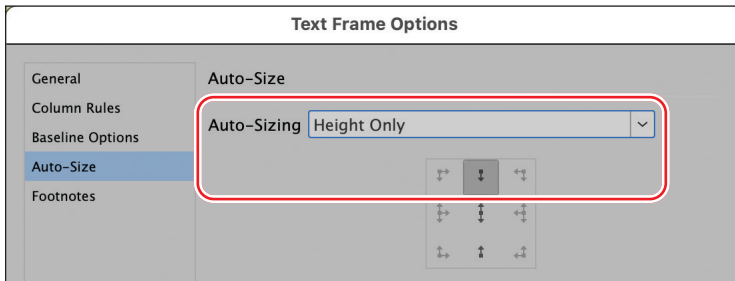 Text Frame Options
General
Column Rules
Baseline Options
Auto-Size
Footnotes
Auto-Size
Auto-Sizing Height Only